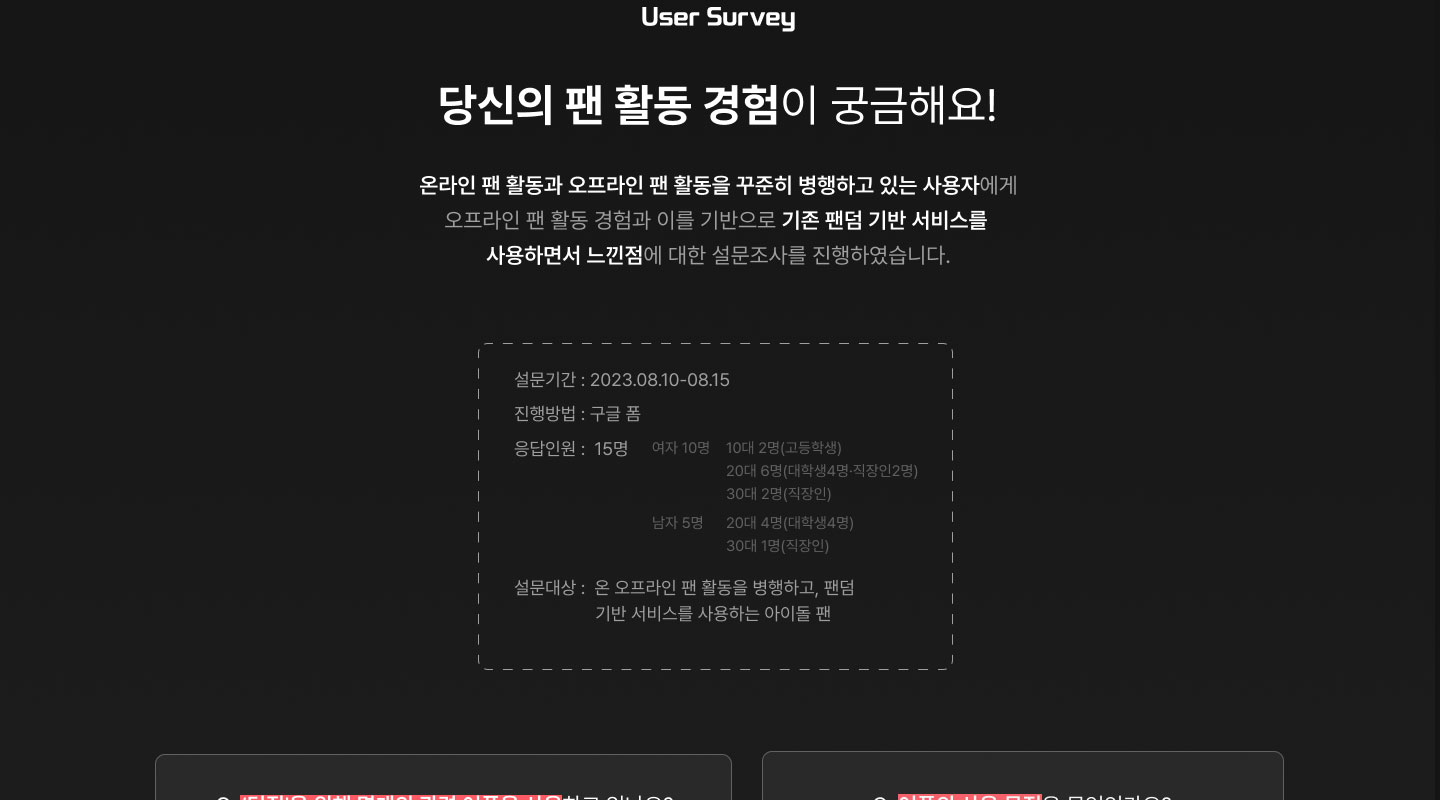 User Survey
당신의 팬 활동 경험이 궁금해요!
온라인 팬 활동과 오프라인 팬 활동을 꾸준히 병행하고 있는 사용자에게
오프라인 팬 활동 경험과 이를 기반으로 기존 팬덤 기반 서비스를
사용하면서 느낀점에 대한 설문조사를 진행하였습니다.
설문기간 : 2023.08.10-08.15
진행방법 : 구글 폼
응답인원 : 15명 여자 10명 10대 2명(고등학생)
20대 6명(대학생4명·직장인2명)
30대 2명(직장인)
남자 5명 20대 4명(대학생4명)
30대 1명(직장인)
설문대상 : 온 오프라인 팬 활동을 병행하고, 팬덤
기반 서비스를 사용하는 아이돌 팬